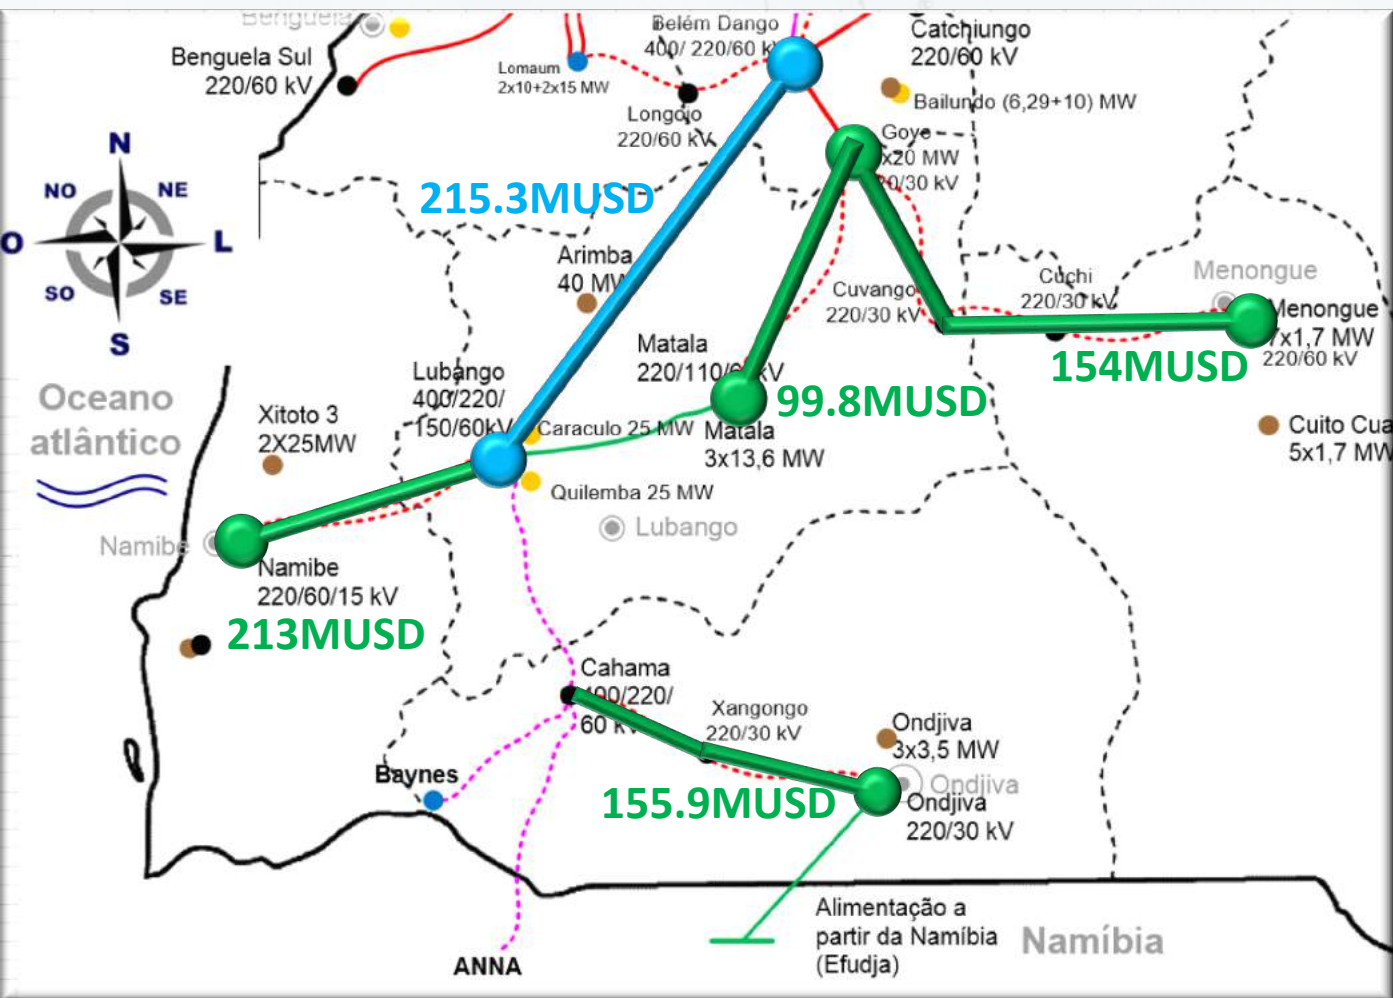 Benguela
Benguela Sul
220/60 kV
Lomaum
2x10+2x15 MW
Belém Dango
400/ 220/60 kV
Catchiungo
220/60 kV
Bailundo (6,29+10) MW
220/60 kV
x20 MW
/30 kV
N
NO
NE
O
L
SO
SE
S
215.3MUSD
Arimba
40 MW
Cuvango
220/30 kV
Cuchi
220/30 kV
Menongue
Menongue
7x1,7 MW
220/60 kV
154MUSD
Matala
220/110/60 kV
99.8MUSD
Matala
3x13,6 MW
Lubango
400/220/
150/60kV
Caraculo 25 MW
Quilemba 25 MW
Lubango
Oceano
atlântico
Xitoto 3
2X25MW
Cuito Cua
5x1,7 MW
Namibe
Namibe
220/60/15 kV
213MUSD
Cahama
400/220/
60 kV
Xangongo
220/30 kV
Ondjiva
3x3,5 MW
Ondjiva
Ondjiva
220/30 kV
155.9MUSD
Baynes
Alimentação a
partir da Namíbia
(Efudja)
Namíbia
ANNA